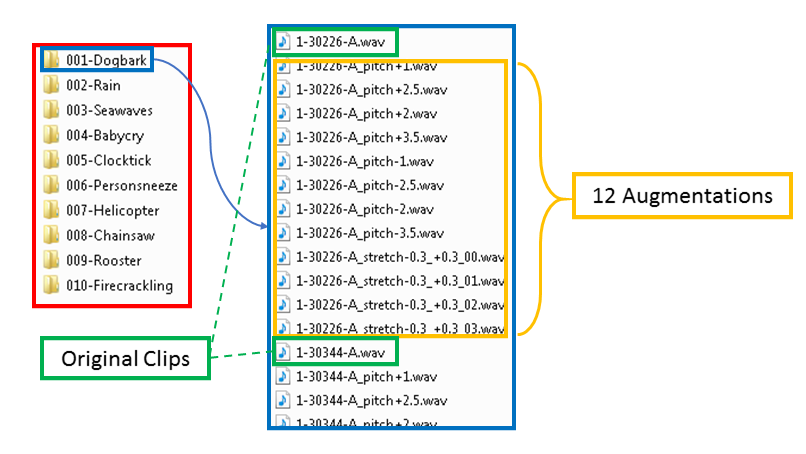 001-Dogbark
002-Rain
003-Seawaves
004-Babycry
005-Clocktick
006-Personsneeze
007-Helicopter
008-Chainsaw
009-Rooster
010-Firecrackling
Original Clips
1-30226-A.wav
1-30226-A_pitch+1.wav
1-30226-A_pitch+2.5.wav
1-30226-A_pitch+2.wav
1-30226-A_pitch+3.5.wav
1-30226-A_pitch-1.wav
1-30226-A_pitch-2.5.wav
1-30226-A_pitch-2.wav
1-30226-A_pitch-3.5.wav
1-30226-A_stretch-0.3_+0.3_00.wav
1-30226-A_stretch-0.3_+0.3_01.wav
1-30226-A_stretch-0.3_+0.3_02.wav
1-30226-A_stretch-0.3_+0.3_03.wav
1-30344-A.wav
1-30344-A_pitch+1.wav
1-30344-A_pitch+2.5.wav
1-30344-A_pitch+2.wav
12 Augmentations